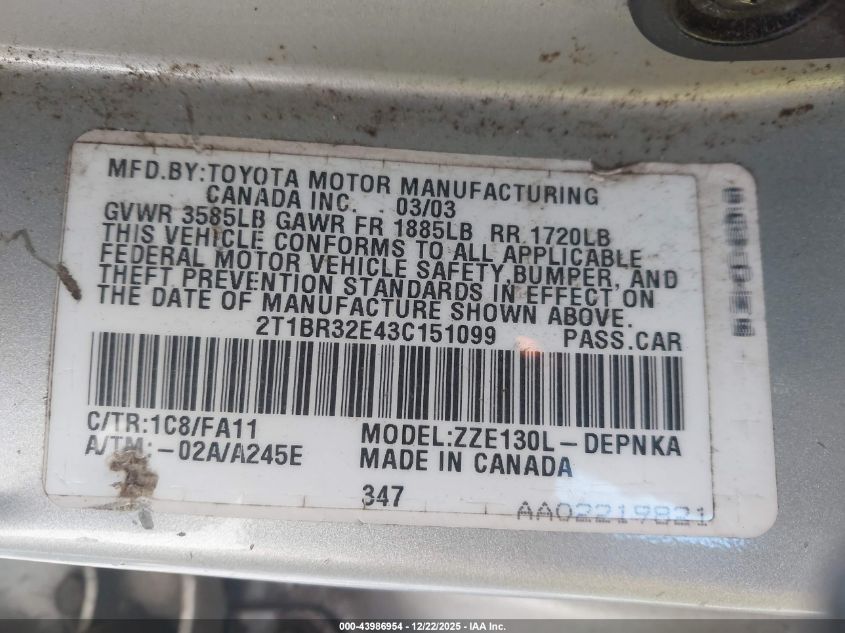 MFD.BY:TOYOTA MOTOR MANUFACTURING
CANADA INC. 03/03
GVWR 3585LB GAWR FR 1885LB RR 1720LB
THIS VEHICLE CONFORMS TO ALL APPLICABLE
FEDERAL MOTOR VEHICLE SAFETY,BUMPER, AND
THEFT PREVENTION STANDARDS IN EFFECT ON
THE DATE OF MANUFACTURE SHOWN ABOVE.
2T1BR32E43C151099 PASS.CAR
C/TR:1C8/FA11 MODEL:ZZE130L-DEPNKA
A/TM:-02A/A245E MADE IN CANADA
347
AA02219821
000-43986954 - 12/22/2025 - IAA Inc.